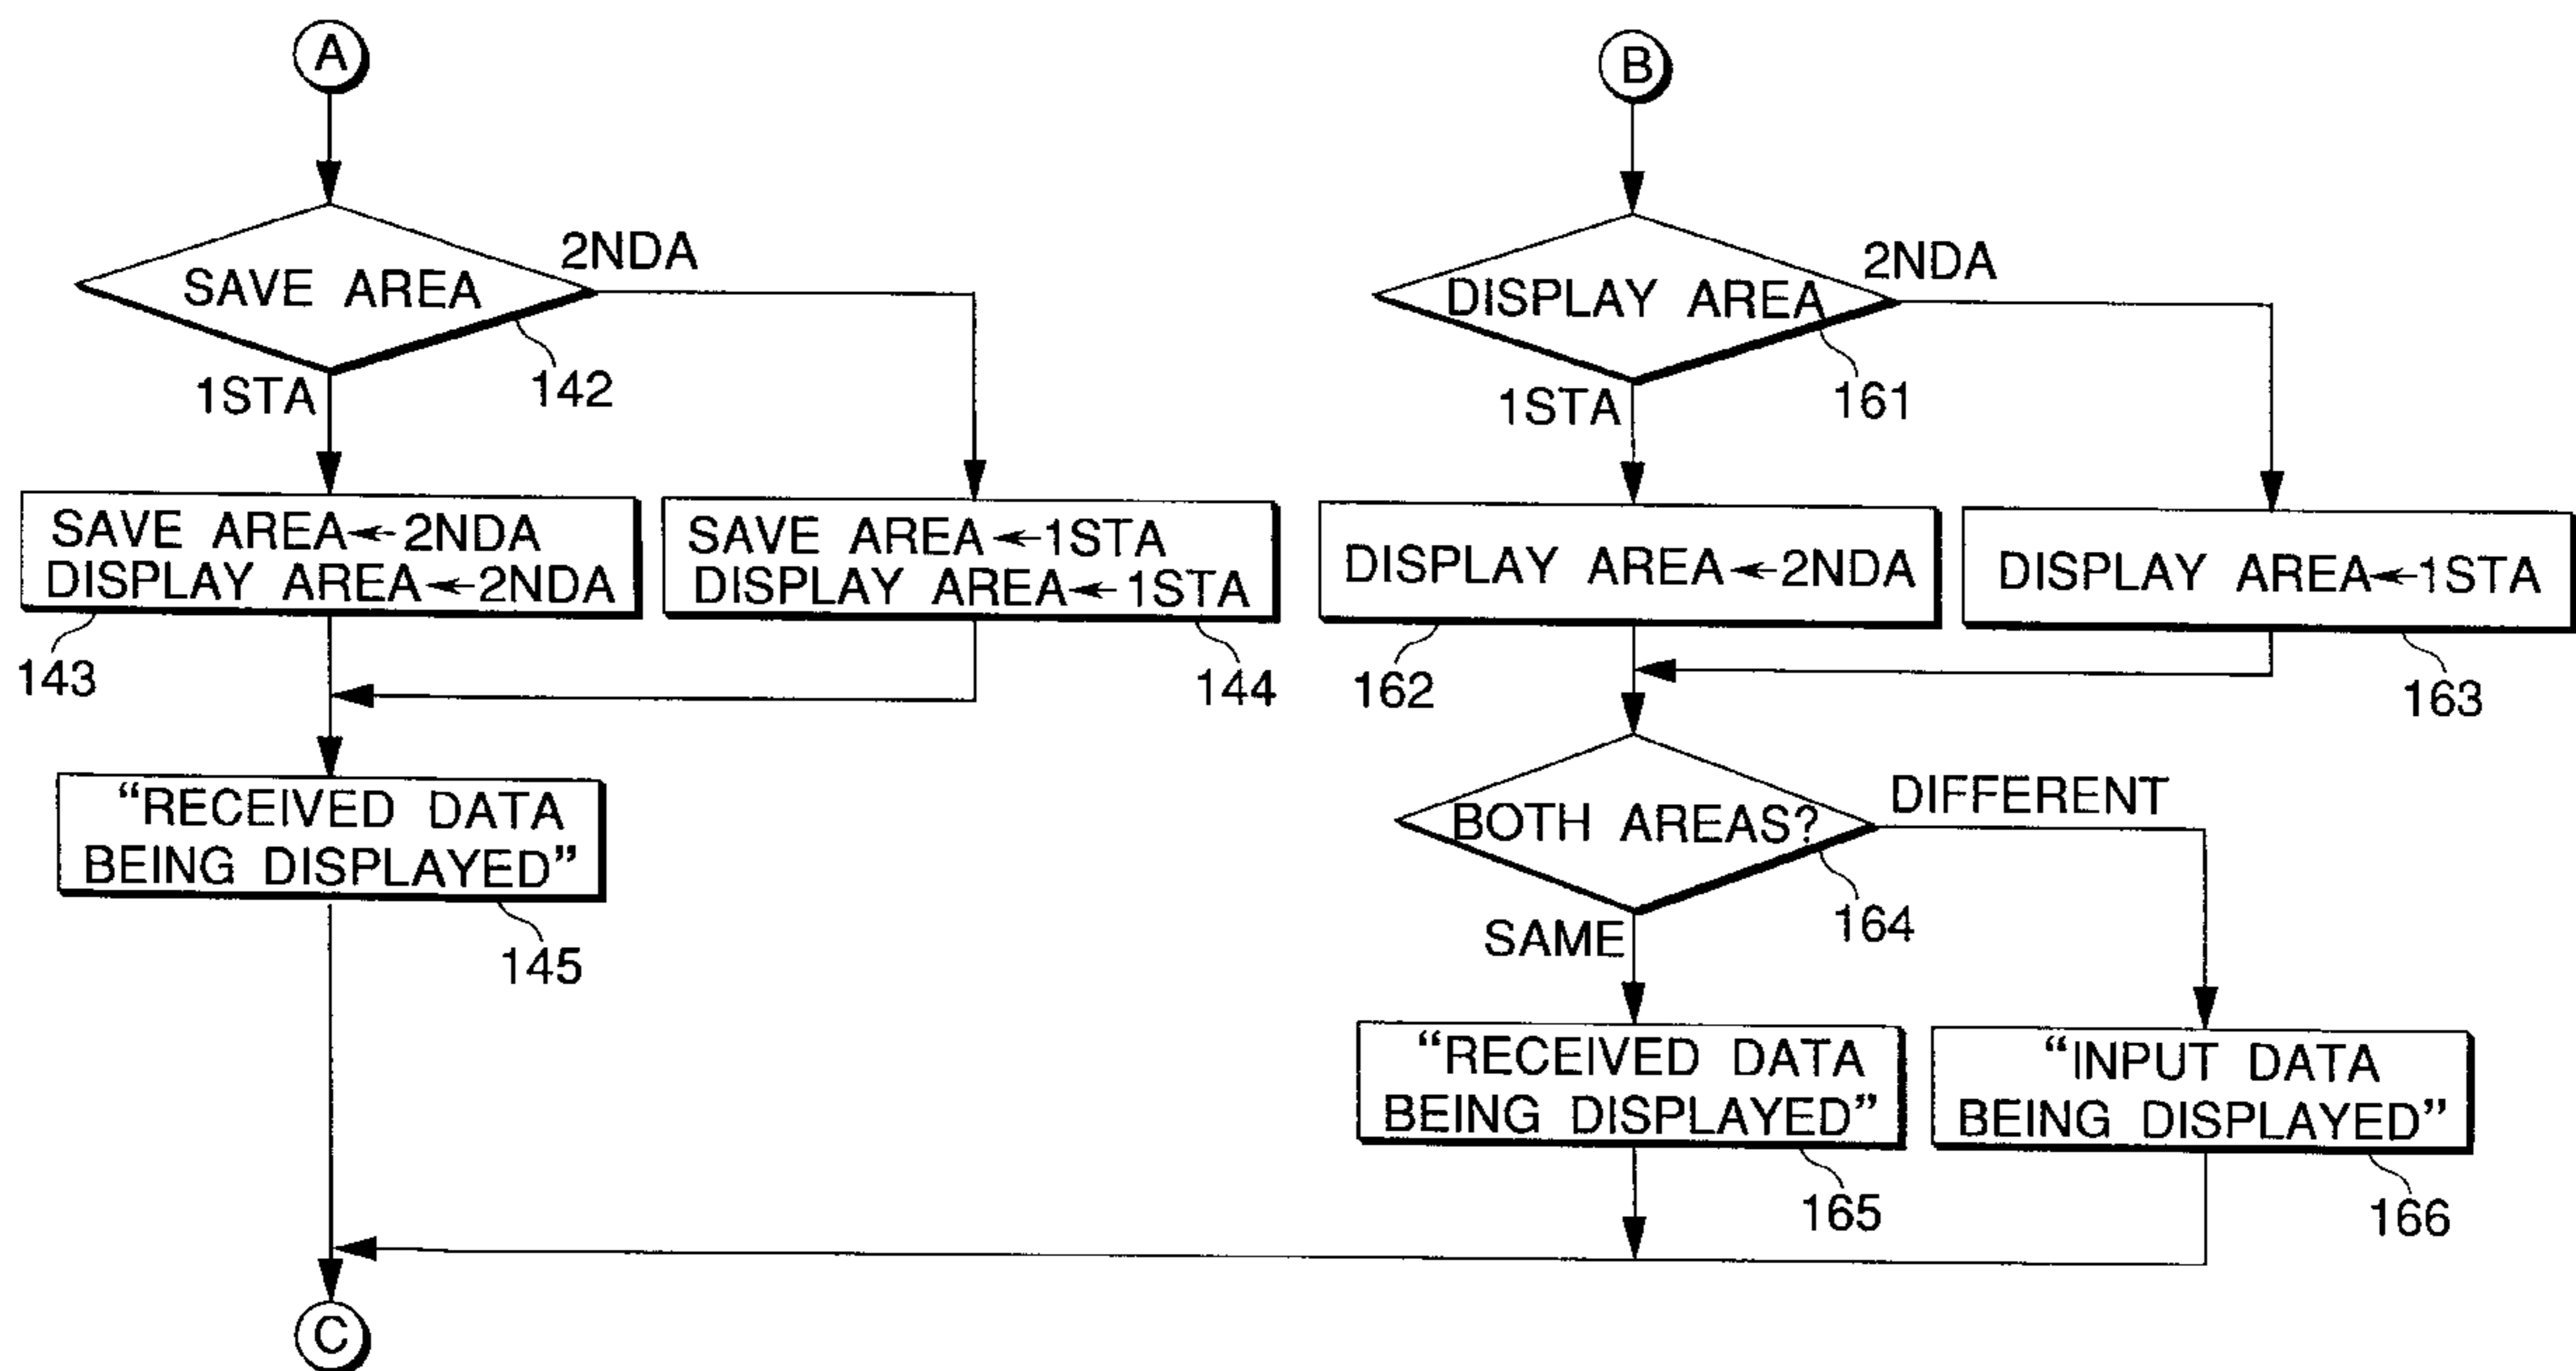 A
SAVE AREA
2NDA
142
1STA
SAVE AREA←2NDA
DISPLAY AREA←2NDA
143
SAVE AREA←1STA
DISPLAY AREA←1STA
144
“RECEIVED DATA
BEING DISPLAYED”
145
C
B
DISPLAY AREA
2NDA
161
1STA
DISPLAY AREA←2NDA
162
DISPLAY AREA←1STA
163
BOTH AREAS?
DIFFERENT
164
SAME
“RECEIVED DATA
BEING DISPLAYED”
165
“INPUT DATA
BEING DISPLAYED”
166